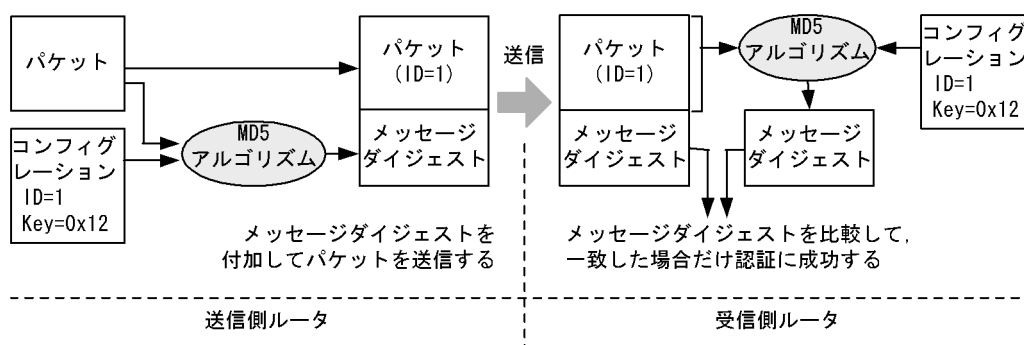 パケット
コンフィグ
レーション
ID=1
Key=0x12
MD5
アルゴリズム
パケット
(ID=1)
メッセージ
ダイジェスト
メッセージダイジェストを
付加してパケットを送信する
送信側ルータ
送信
パケット
(ID=1)
メッセージ
ダイジェスト
MD5
アルゴリズム
メッセージ
ダイジェスト
コンフィグ
レーション
ID=1
Key=0x12
メッセージダイジェストを比較して,
一致した場合だけ認証に成功する
受信側ルータ